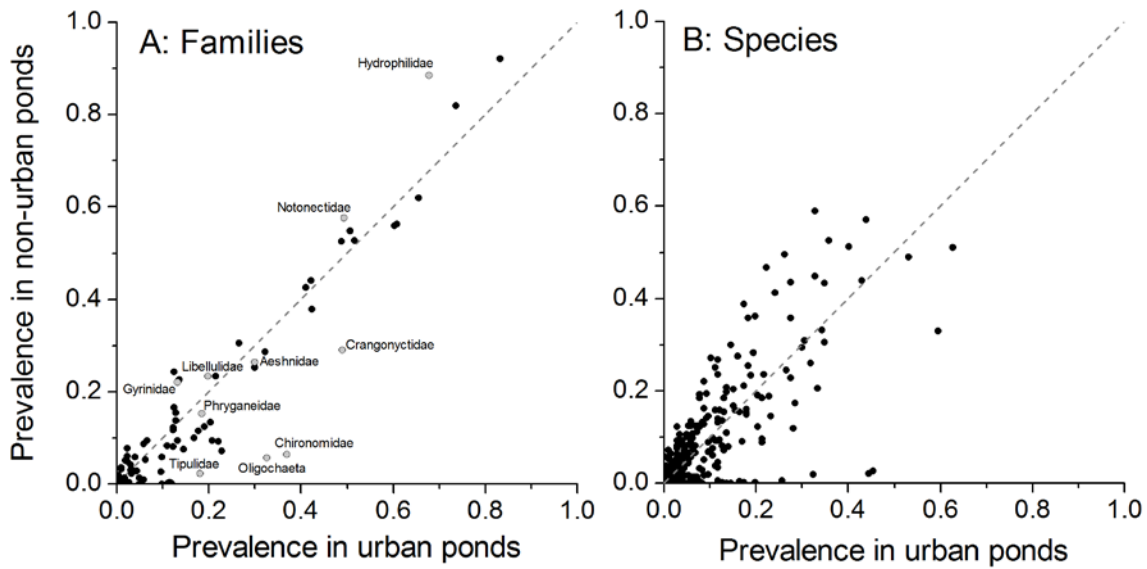 A: Families
Prevalence in non-urban ponds
1.0
0.8
0.6
0.4
0.2
0.0
Hydrophilidae
Notonectidae
Crangonyctidae
Libellulidae
Aeshnidae
Gyrinidae
Phryganeidae
Chironomidae
Tipulidae
Oligochaeta
0.0 0.2 0.4 0.6 0.8 1.0
Prevalence in urban ponds
B: Species
1.0
0.8
0.6
0.4
0.2
0.0
0.0 0.2 0.4 0.6 0.8 1.0
Prevalence in urban ponds